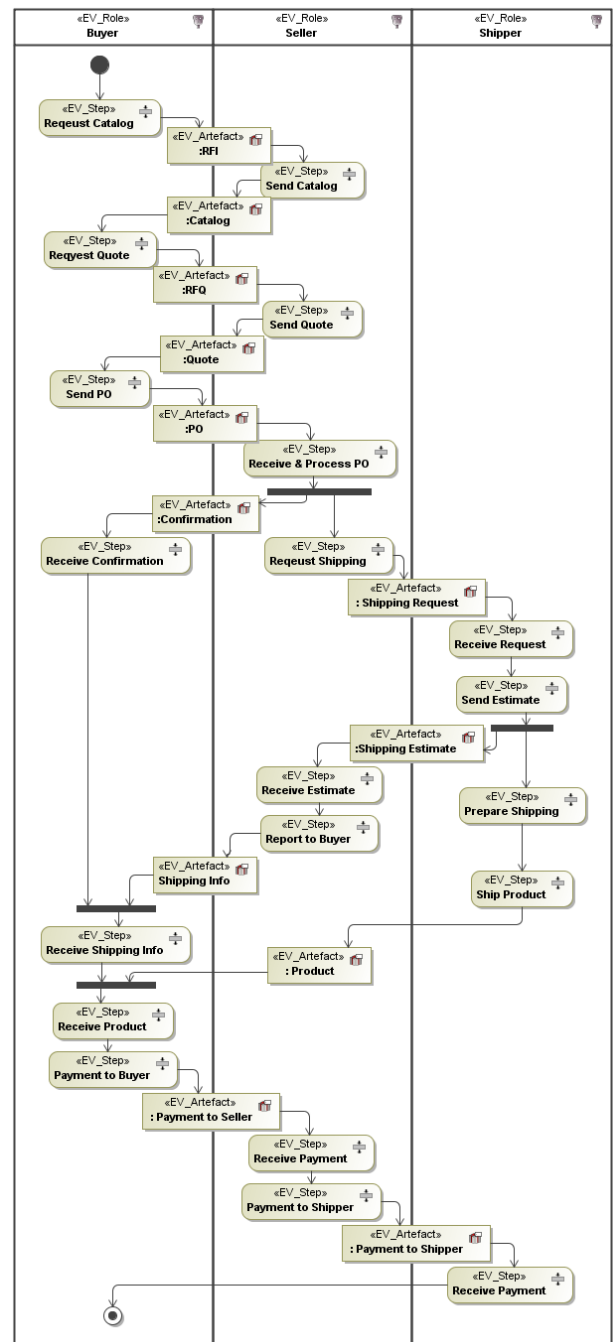 «EV_Role»
Buyer
«EV_Role»
Seller
«EV_Role»
Shipper
«EV_Step»
Reqeust Catalog
«EV_Artefact»
:RFI
«EV_Step»
Send Catalog
«EV_Artefact»
:Catalog
«EV_Step»
Reqyest Quote
«EV_Artefact»
:RFQ
«EV_Step»
Send Quote
«EV_Artefact»
:Quote
«EV_Step»
Send PO
«EV_Artefact»
:PO
«EV_Step»
Receive & Process PO
«EV_Artefact»
:Confirmation
«EV_Step»
Receive Confirmation
«EV_Step»
Reqeust Shipping
«EV_Artefact»
: Shipping Request
«EV_Step»
Receive Request
«EV_Step»
Send Estimate
«EV_Artefact»
:Shipping Estimate
«EV_Step»
Receive Estimate
«EV_Step»
Prepare Shipping
«EV_Step»
Report to Buyer
«EV_Artefact»
Shipping Info
«EV_Step»
Ship Product
«EV_Step»
Receive Shipping Info
«EV_Artefact»
: Product
«EV_Step»
Receive Product
«EV_Step»
Payment to Buyer
«EV_Artefact»
: Payment to Seller
«EV_Step»
Receive Payment
«EV_Step»
Payment to Shipper
«EV_Artefact»
: Payment to Shipper
«EV_Step»
Receive Payment